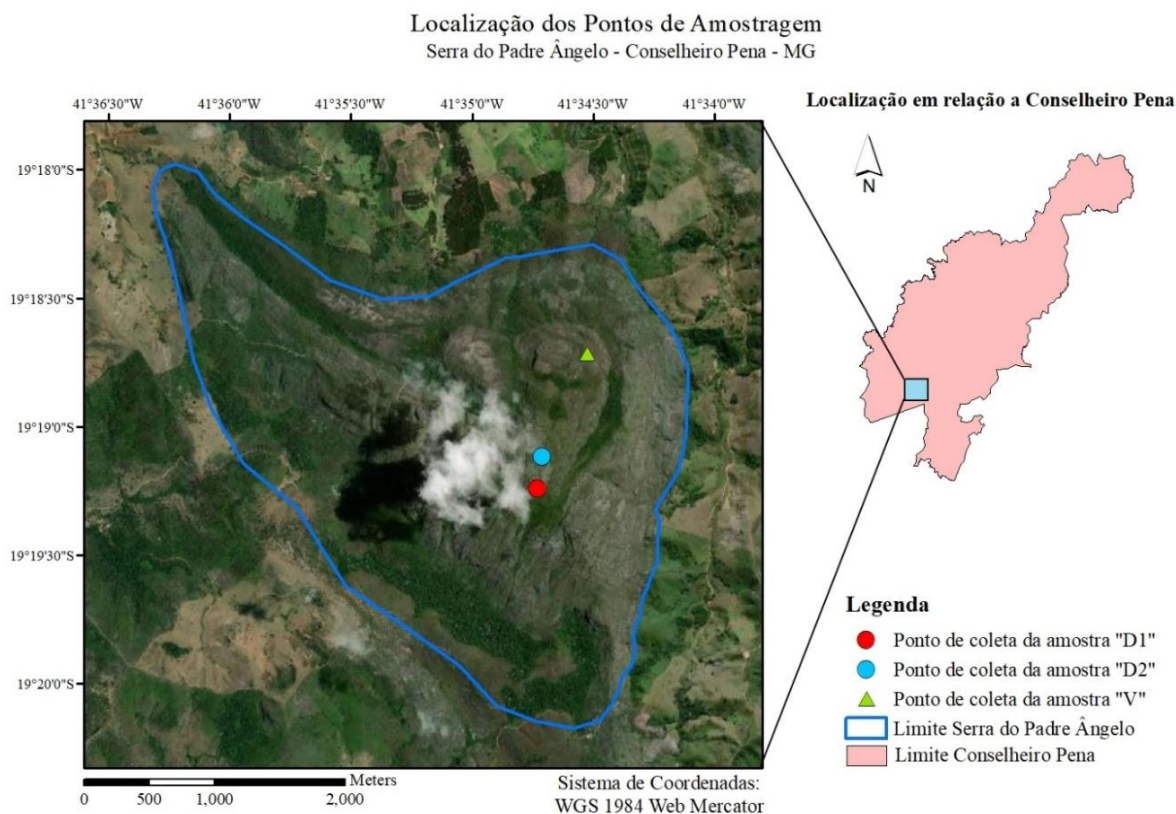 Localização dos Pontos de Amostragem
Serra do Padre Ângelo - Conselheiro Pena - MG
41°36'30"W 41°36'0"W 41°35'30"W 41°35'0"W 41°34'30"W 41°34'0"W
Localização em relação a Conselheiro Pena
N
19°18'0"S
19°18'30"S
19°19'0"S
19°19'30"S
19°20'0"S
Legenda
Ponto de coleta da amostra "D1"
Ponto de coleta da amostra "D2"
Ponto de coleta da amostra "V"
Limite Serra do Padre Ângelo
Limite Conselheiro Pena
Meters
0 500 1,000 2,000
Sistema de Coordenadas:
WGS 1984 Web Mercator